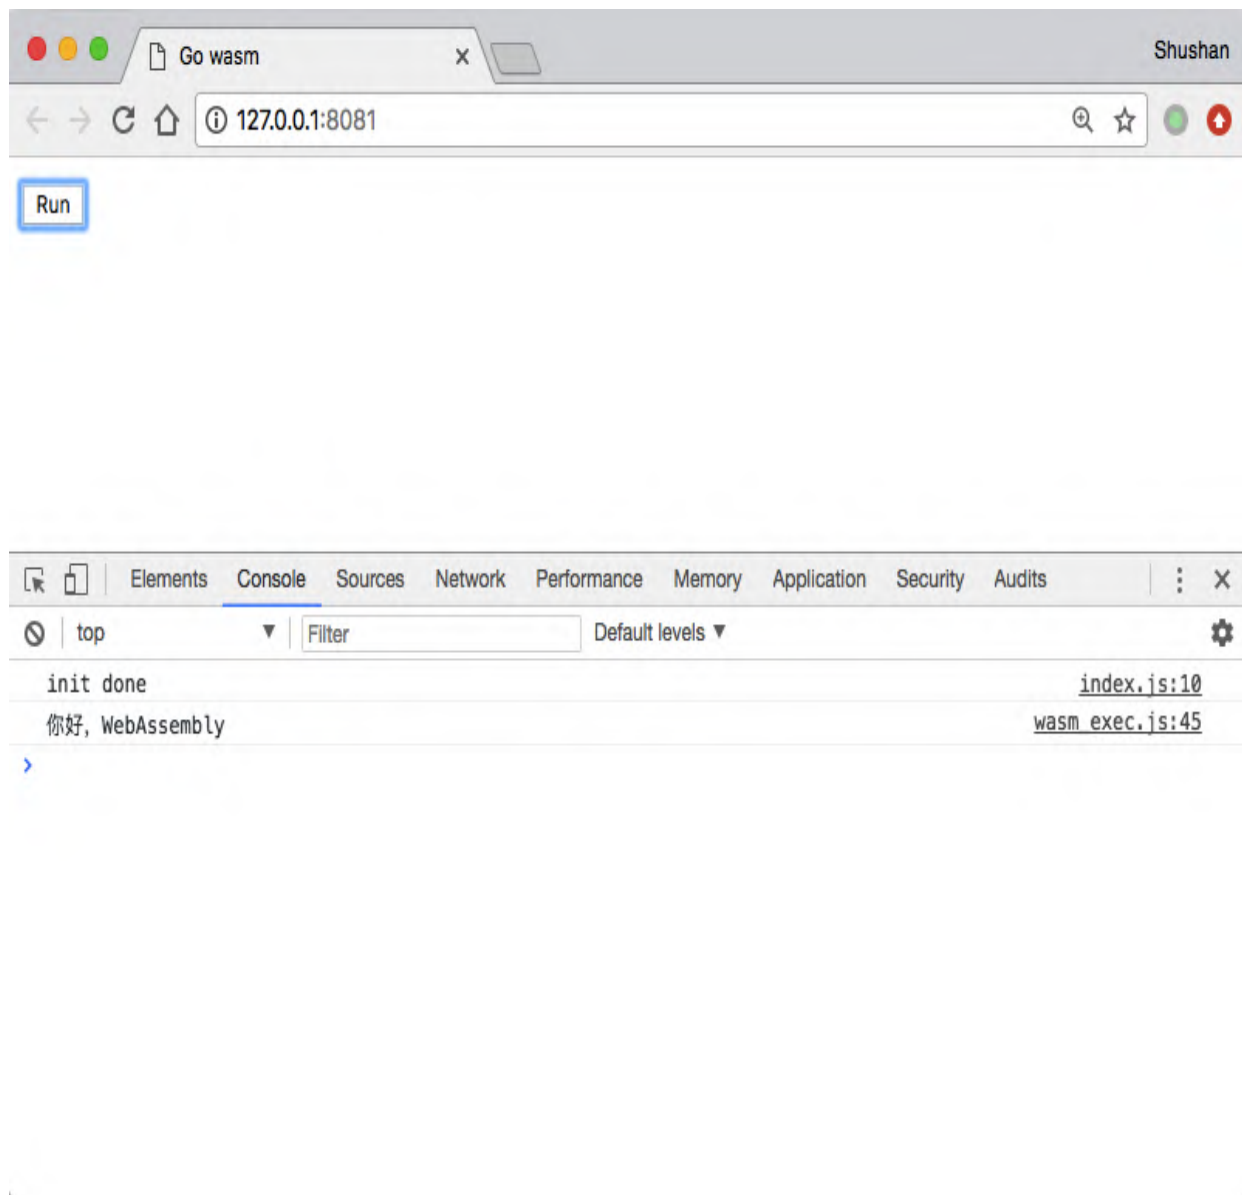 Go wasm
Shushan
127.0.0.1:8081
Run
Elements Console Sources Network Performance Memory Application Security Audits
top Filter Default levels
init done index.js:10
你好，WebAssembly wasm_exec.js:45